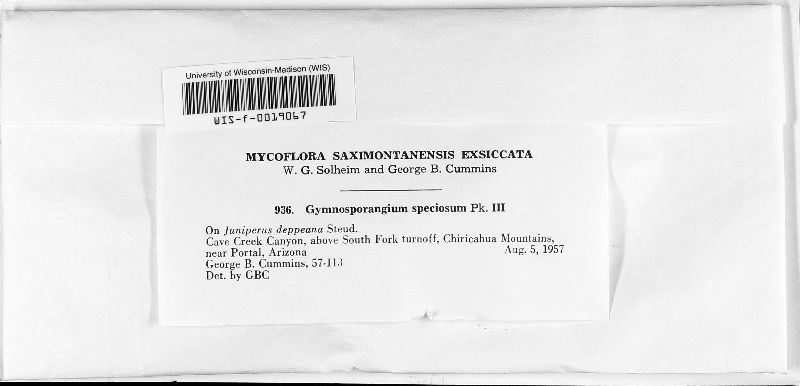 University of Wisconsin-Madison (WIS)
WIS-f-0019067
MYCOFLORA SAXIMONTANENSIS EXSICCATA
W. G. Solheim and George B. Cummins
936. Gymnosporangium speciosum Pk. III
On Juniperus deppeana Steud.
Cave Creek Canyon, above South Fork turnoff, Chiricahua Mountains,
near Portal, Arizona Aug. 5, 1957
George B. Cummins, 57-113
Det. by GBC